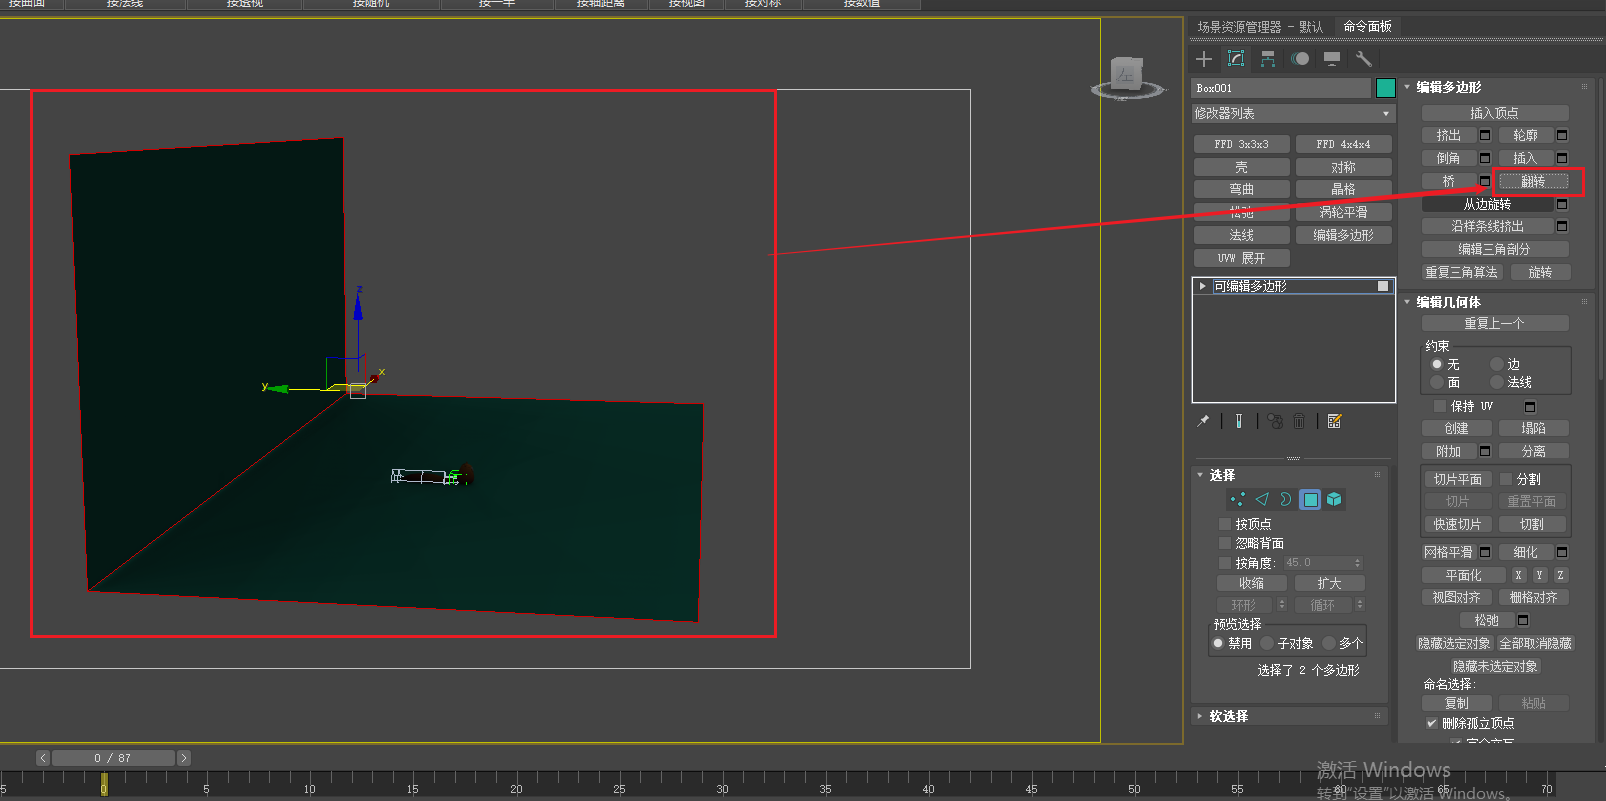 按曲面 按法线 按透视 按随机 按一半 按轴距离 按视图 按对称 按数值
场景资源管理器 - 默认 命令面板
左
Box001
修改器列表
FFD 3x3x3 FFD 4x4x4
壳 对称
弯曲 晶格
松弛 涡轮平滑
法线 编辑多边形
UVW 展开
可编辑多边形
选择
按顶点
忽略背面
按角度: 45.0
收缩 扩大
环形 循环
预览选择
禁用 子对象 多个
选择了 2 个多边形
软选择
编辑多边形
插入顶点
挤出 轮廓
倒角 插入
桥 翻转
从边旋转
沿样条线挤出
编辑三角剖分
重复三角算法 旋转
编辑几何体
重复上一个
约束
无 边
面 法线
保持 UV
创建 塌陷
附加 分离
切片平面 分割
切片 重置平面
快速切片 切割
网格平滑 细化
平面化 X Y Z
视图对齐 栅格对齐
松弛
隐藏选定对象 全部取消隐藏
隐藏未选定对象
命名选择:
复制 粘贴
删除孤立顶点
完全交互
z
x
y
< 0 / 87 >
5 0 5 10 15 20 25 30 35 40 45 50 55 60 65 70
激活 Windows
转到"设置"以激活 Windows。